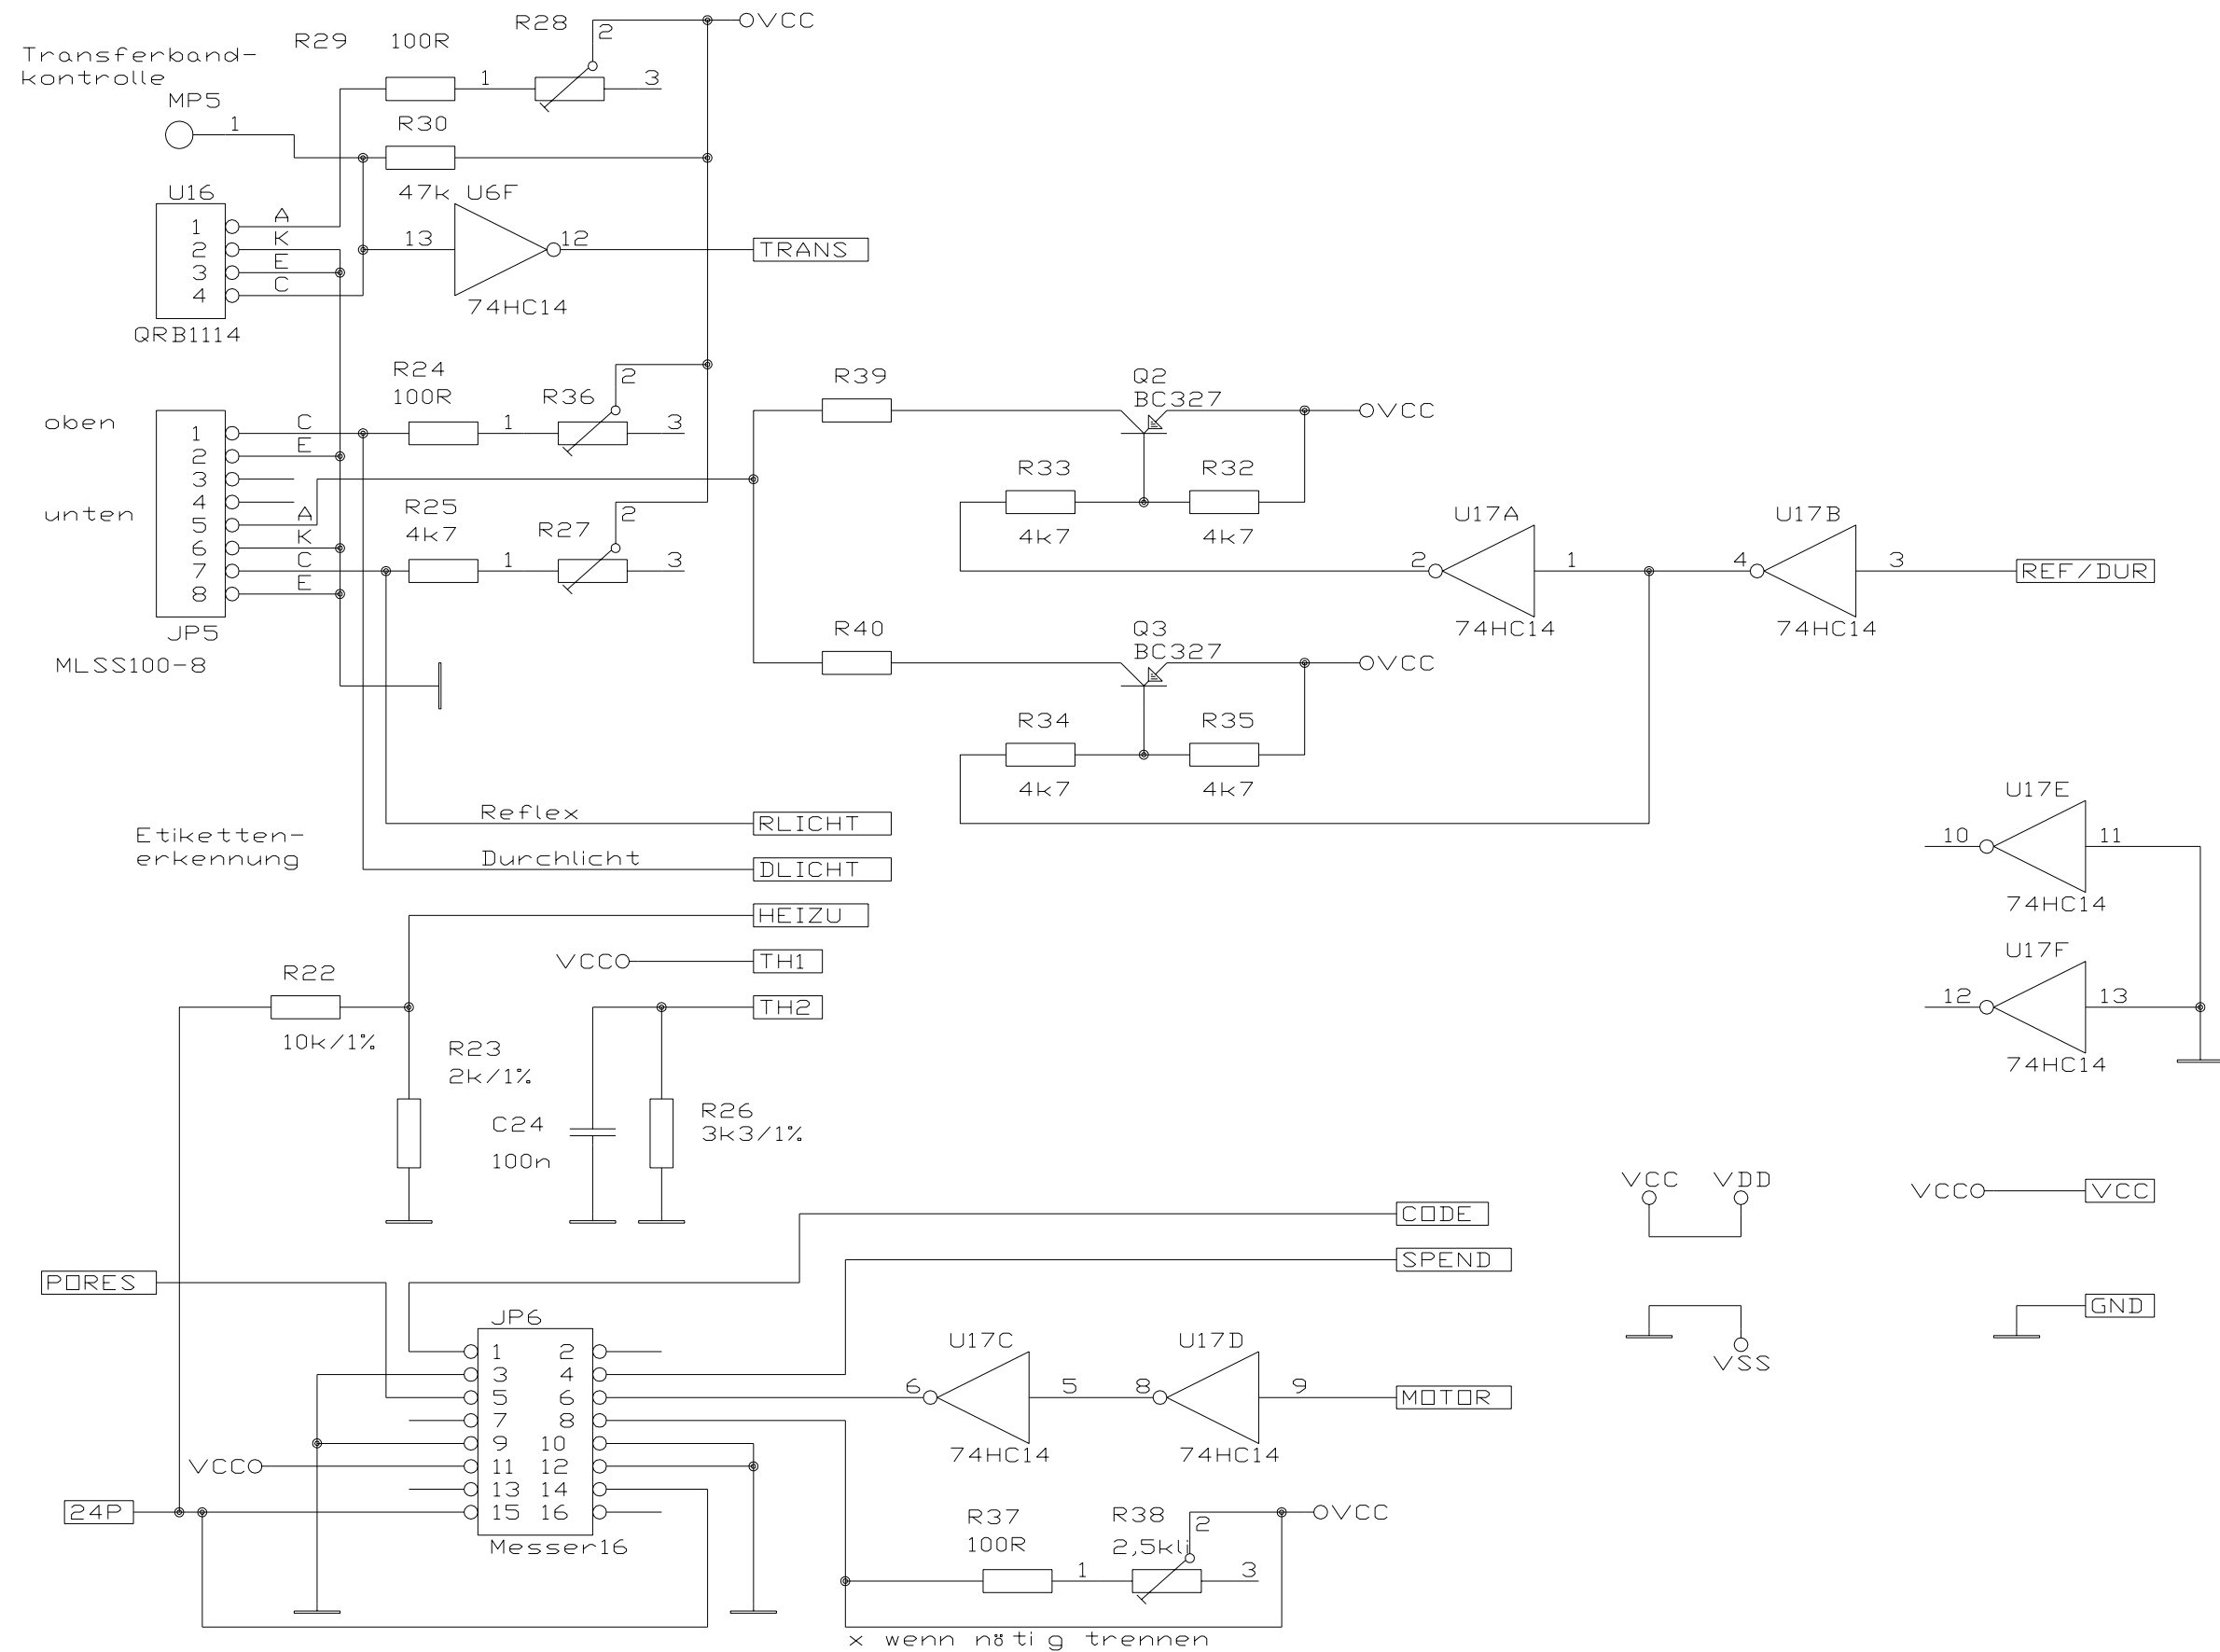 R28
2
VCC
R29
100R
Transferband-
kontrolle
1
3
MP5
1
R30
47k
U6F
U16
1
2
3
4
A
K
E
C
QRB1114
13
12
74HC14
TRANS
R24
100R
R36
2
1
3
oben
unten
1
2
3
4
5
6
7
8
C
E
A
K
C
E
JP5
MLSS100-8
R25
4k7
R27
2
1
3
R39
Q2
BC327
VCC
R33
4k7
R32
4k7
U17A
2
1
74HC14
U17B
4
3
74HC14
REF/DUR
R40
Q3
BC327
VCC
R34
4k7
R35
4k7
Reflex
RLICHT
Etiketten-
erkennung
Durchlicht
DLICHT
HEIZU
VCC
TH1
TH2
R22
10k/1%
R23
2k/1%
C24
100n
R26
3k3/1%
U17E
10
11
74HC14
U17F
12
13
74HC14
VCC
VDD
VCC
VCC
CODE
SPEND
GND
VSS
PORES
JP6
1
2
3
4
5
6
7
8
9
10
11
12
13
14
15
16
Messer16
VCC
24P
U17C
6
5
74HC14
U17D
8
9
74HC14
MOTOR
R37
100R
1
R38
2,5kli
2
3
VCC
x wenn nötig trennen